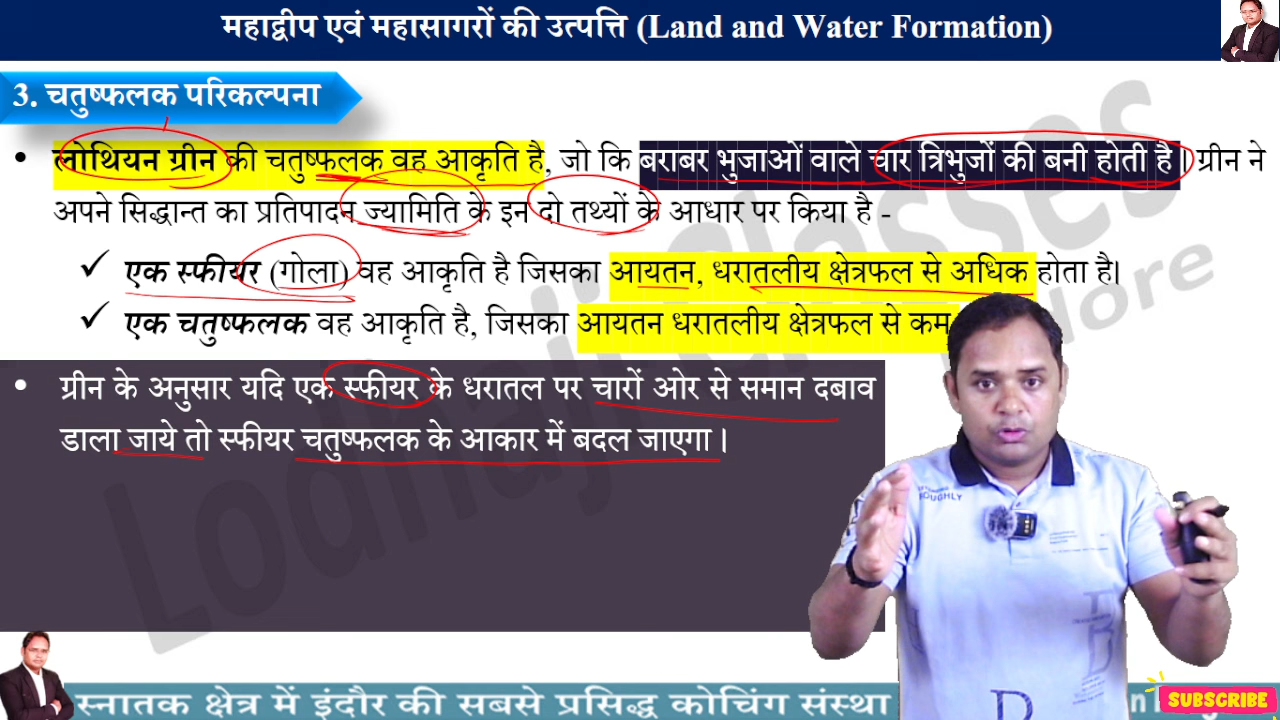 महाद्वीप एवं महासागरों की उत्पत्ति (Land and Water Formation)
3. चतुष्फलक परिकल्पना
• लोथियन ग्रीन की चतुष्फलक वह आकृति है, जो कि बराबर भुजाओं वाले चार त्रिभुजों की बनी होती है। ग्रीन ने
अपने सिद्धान्त का प्रतिपादन ज्यामिति के इन दो तथ्यों के आधार पर किया है -
✓ एक स्फीयर (गोला) वह आकृति है जिसका आयतन, धरातलीय क्षेत्रफल से अधिक होता है।
✓ एक चतुष्फलक वह आकृति है, जिसका आयतन धरातलीय क्षेत्रफल से कम
• ग्रीन के अनुसार यदि एक स्फीयर के धरातल पर चारों ओर से समान दबाव
डाला जाये तो स्फीयर चतुष्फलक के आकार में बदल जाएगा।
ROUGHLY
स्नातक क्षेत्र में इंदौर की सबसे प्रसिद्ध कोचिंग संस्था
SUBSCRIBE